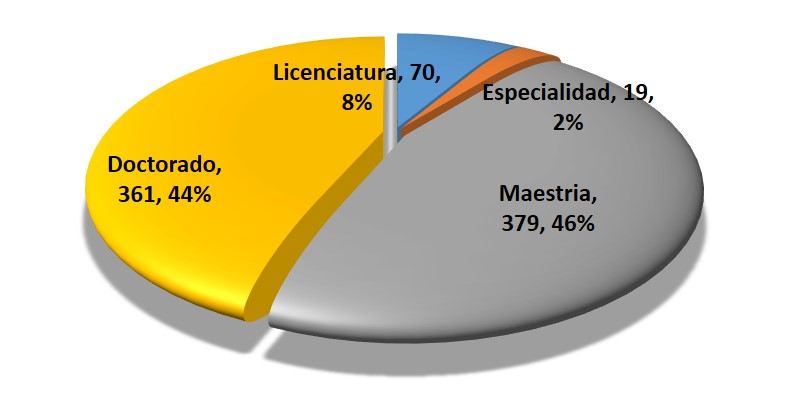 Licenciatura, 70,
8%
Especialidad, 19,
2%
Doctorado,
361, 44%
Maestria,
379, 46%